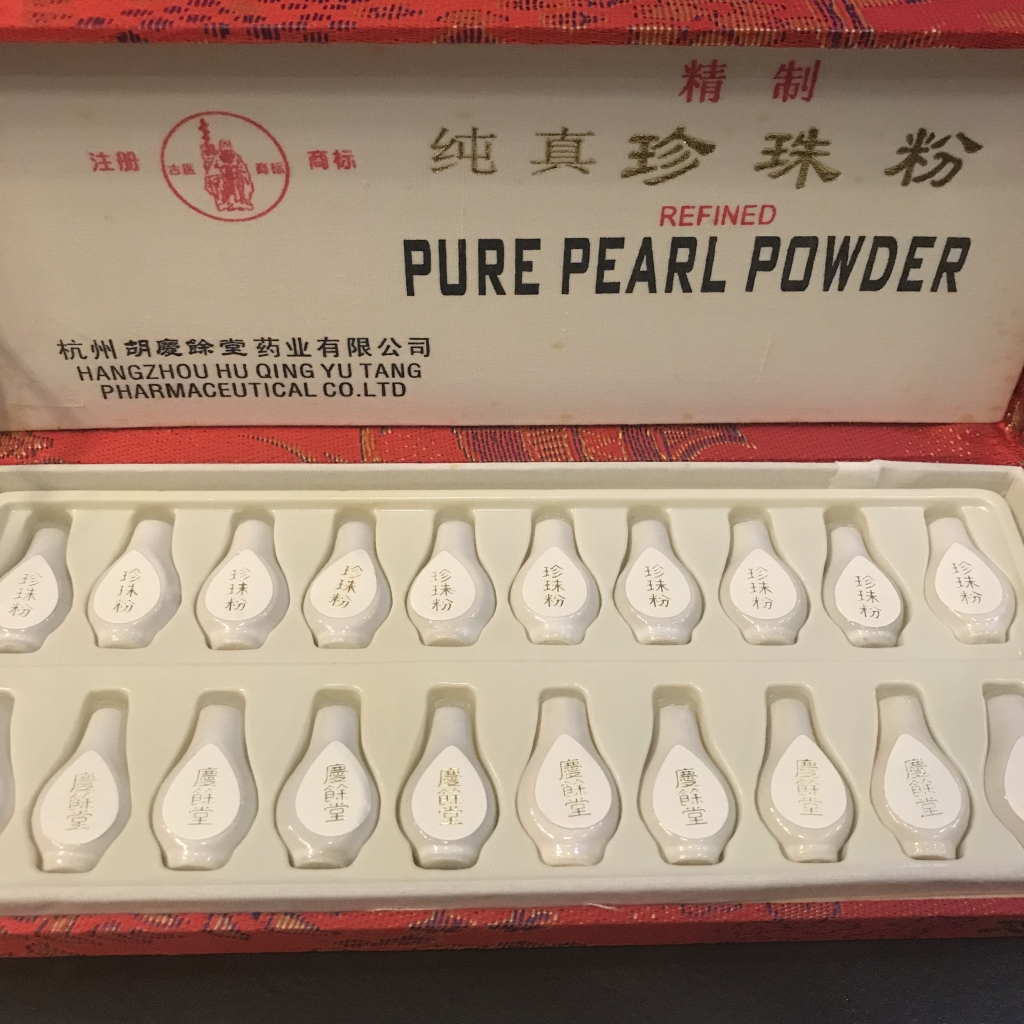 精制
注册 古医 商标 商标
纯真珍珠粉
REFINED
PURE PEARL POWDER
杭州胡慶餘堂药业有限公司
HANGZHOU HU QING YU TANG
PHARMACEUTICAL CO.LTD
珍珠粉
珍珠粉
珍珠粉
珍珠粉
珍珠粉
珍珠粉
珍珠粉
珍珠粉
珍珠粉
珍珠粉
慶餘堂
慶餘堂
慶餘堂
慶餘堂
慶餘堂
慶餘堂
慶餘堂
慶餘堂